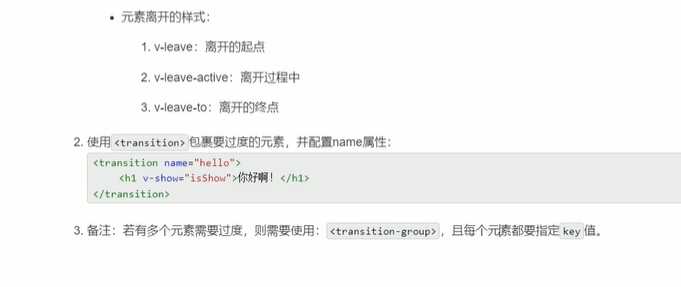 ▪ 元素离开的样式：
1. v-leave：离开的起点
2. v-leave-active：离开过程中
3. v-leave-to：离开的终点
2. 使用<transition>包裹要过度的元素，并配置name属性：
<transition name="hello">
<h1 v-show="isShow">你好啊！</h1>
</transition>
3. 备注：若有多个元素需要过度，则需要使用：<transition-group>，且每个元素都要指定key值。